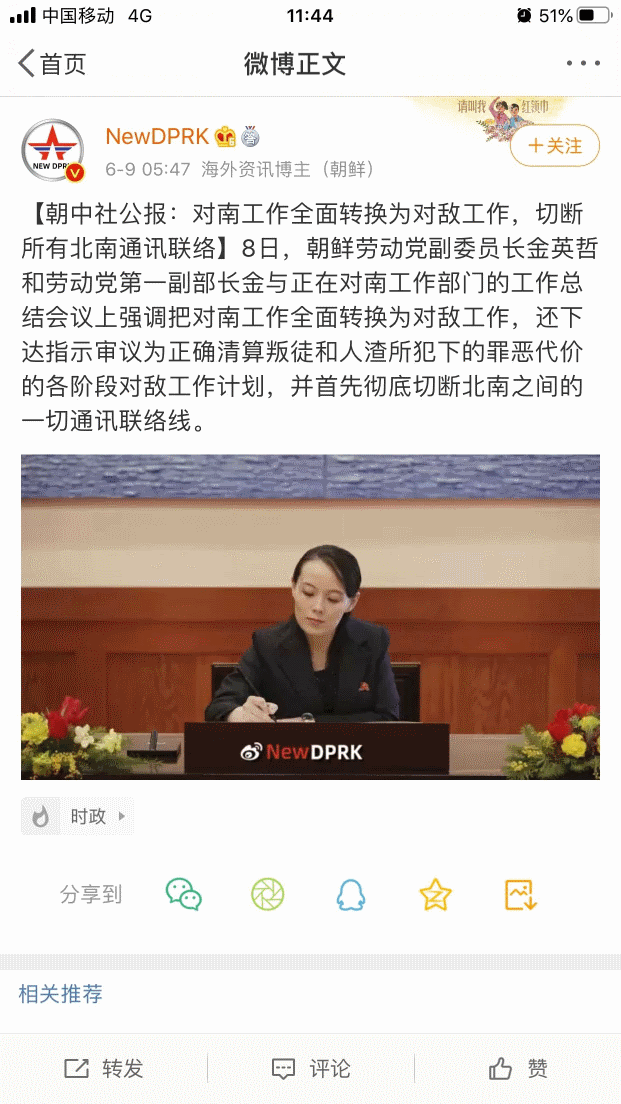 中国移动 4G 11:44 51%
首页 微博正文
请叫我 红领巾
NewDPRK
+关注
NEW DPR
6-9 05:47 海外资讯博主（朝鲜）
【朝中社公报：对南工作全面转换为对敌工作，切断
所有北南通讯联络】8日，朝鲜劳动党副委员长金英哲
和劳动党第一副部长金与正在对南工作部门的工作总
结会议上强调把对南工作全面转换为对敌工作，还下
达指示审议为正确清算叛徒和人渣所犯下的罪恶代价
的各阶段对敌工作计划，并首先彻底切断北南之间的
一切通讯联络线。
NewDPRK
时政
分享到
相关推荐
转发 评论 赞